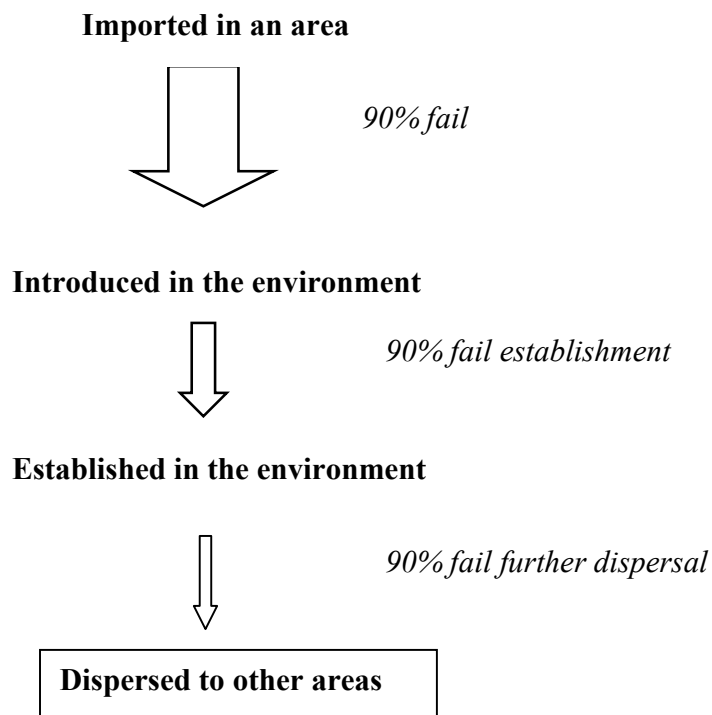 Imported in an area
90% fail
Introduced in the environment
90% fail establishment
Established in the environment
90% fail further dispersal
Dispersed to other areas